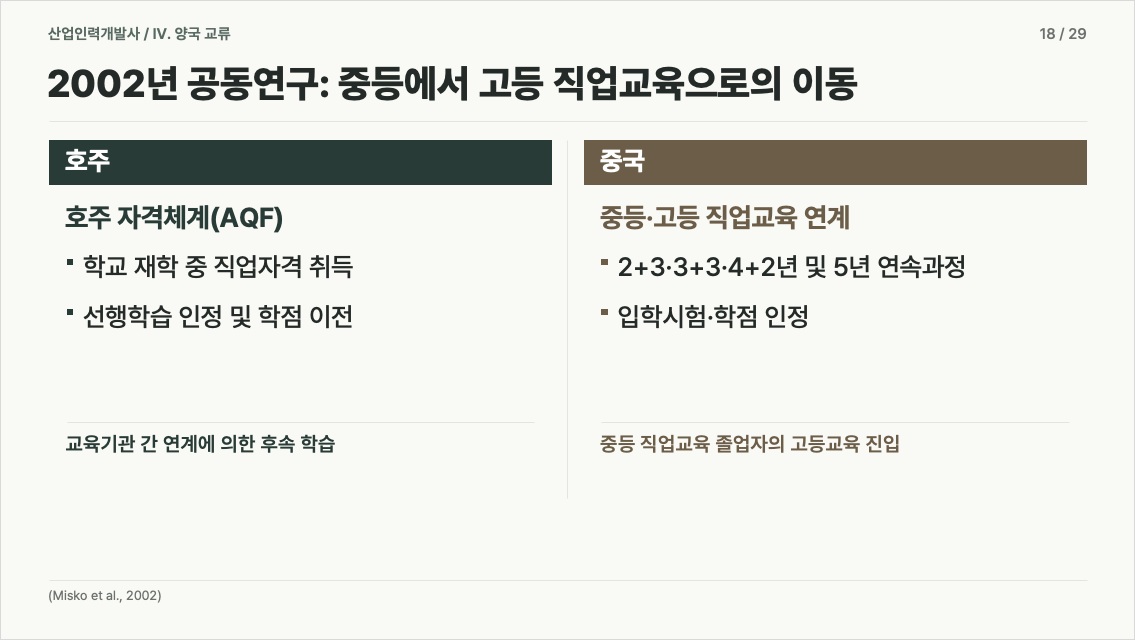 산업인력개발사 / IV. 양국 교류
18 / 29
2002년 공동연구: 중등에서 고등 직업교육으로의 이동
호주
호주 자격체계(AQF)
학교 재학 중 직업자격 취득
선행학습 인정 및 학점 이전
교육기관 간 연계에 의한 후속 학습
중국
중등·고등 직업교육 연계
2+3·3+3·4+2년 및 5년 연속과정
입학시험·학점 인정
중등 직업교육 졸업자의 고등교육 진입
(Misko et al., 2002)